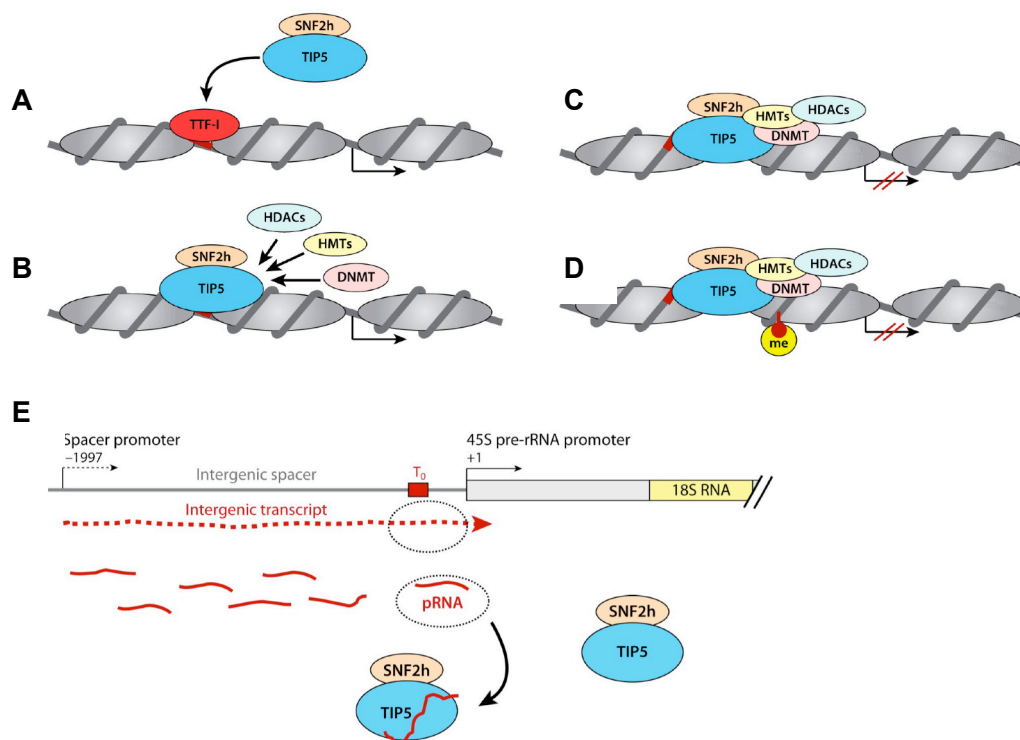 SNF2h
TIP5
A
TTF-I
B
HDACs
HMTs
SNF2h
TIP5
DNMT
C
SNF2h
HMTs
HDACs
TIP5
DNMT
D
SNF2h
HMTs
HDACs
TIP5
DNMT
me
E
Spacer promoter
–1997
45S pre-rRNA promoter
+1
Intergenic spacer
T0
18S RNA
Intergenic transcript
pRNA
SNF2h
TIP5
SNF2h
TIP5